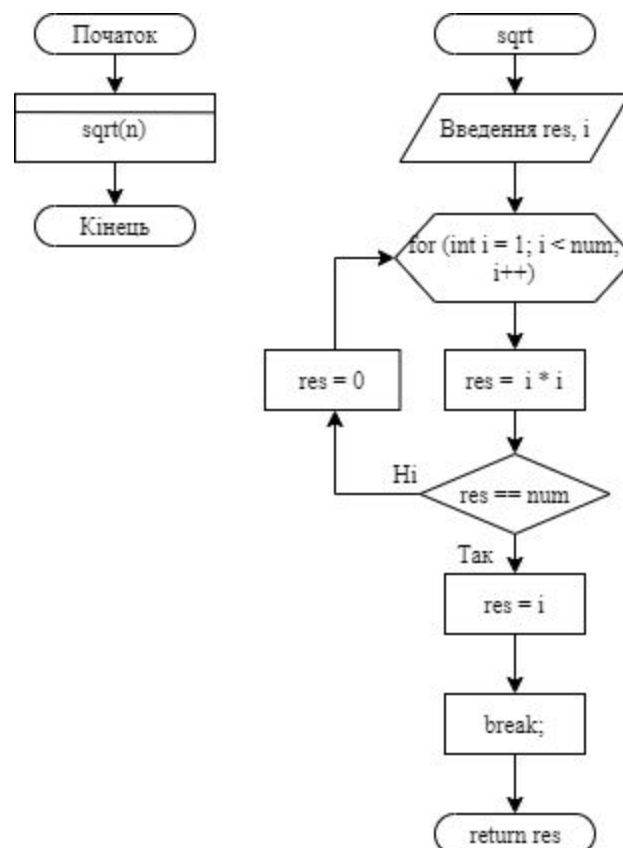 Початок
sqrt(n)
Кінець
sqrt
Введення res, i
for (int i = 1; i < num;
i++)
res = 0
res = i * i
Ні
res == num
Так
res = i
break;
return res